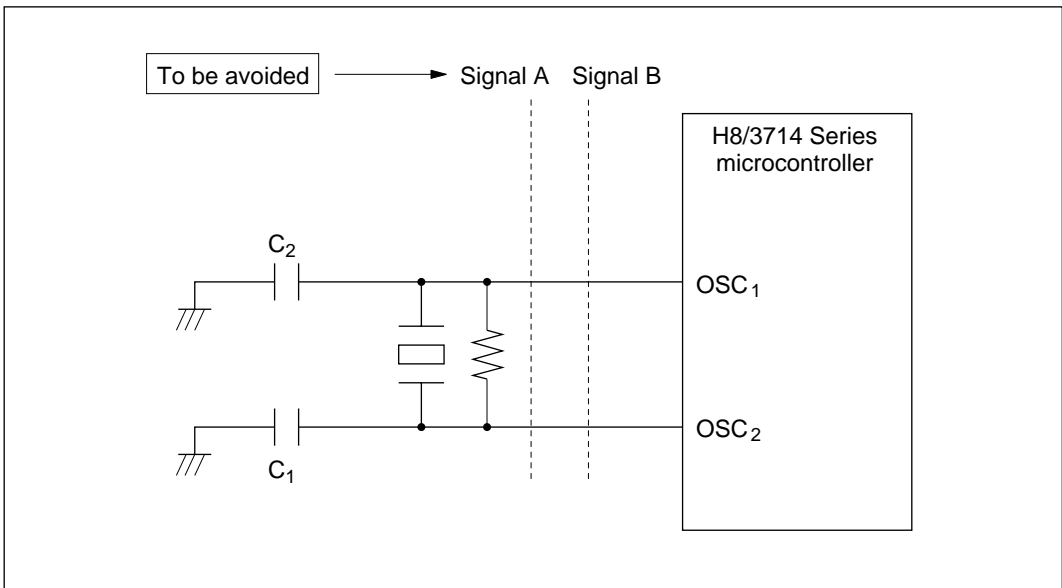 To be avoided
Signal A
Signal B
H8/3714 Series
microcontroller
C2
OSC1
OSC2
C1